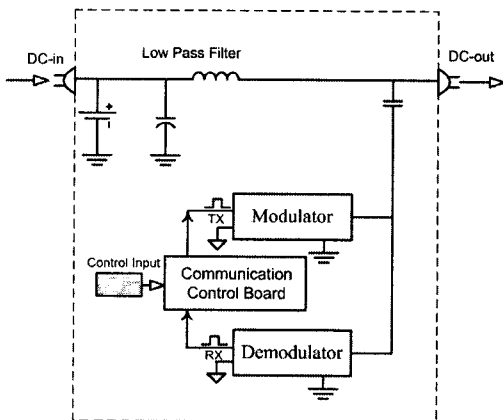 DC-in
Low Pass Filter
DC-out
+
TX
Modulator
Control Input
Communication
Control Board
RX
Demodulator